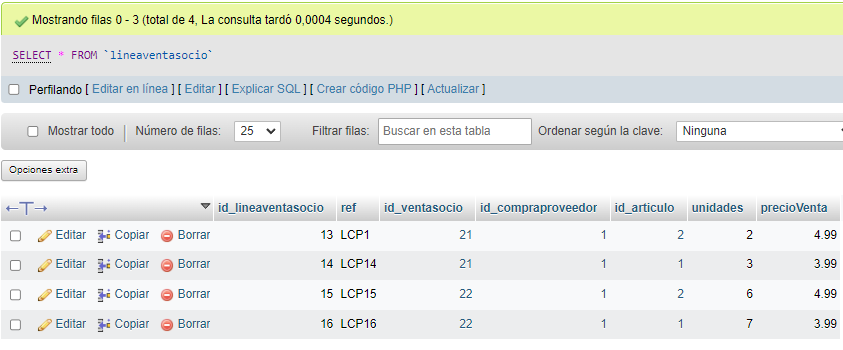 Mostrando filas 0 - 3 (total de 4, La consulta tardó 0,0004 segundos.)
SELECT * FROM `lineaventasocio`
Perfilando [ Editar en línea ] [ Editar ] [ Explicar SQL ] [ Crear código PHP ] [ Actualizar ]
Mostrar todo | Número de filas: 25 Filtrar filas: Buscar en esta tabla Ordenar según la clave: Ninguna
Opciones extra
←T→ id_lineaventasocio ref id_ventasocio id_compraproveedor id_articulo unidades precioVenta
Editar Copiar Borrar 13 LCP1 21 1 2 2 4.99
Editar Copiar Borrar 14 LCP14 21 1 1 3 3.99
Editar Copiar Borrar 15 LCP15 22 1 2 6 4.99
Editar Copiar Borrar 16 LCP16 22 1 1 7 3.99